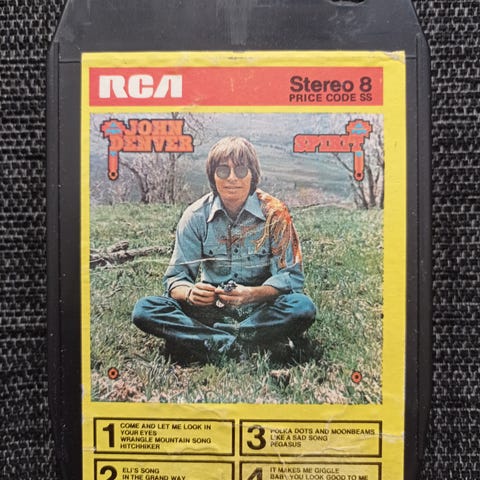 RCA
Stereo 8
PRICE CODE SS
JOHN
DENVER
SPIRIT
1
COME AND LET ME LOOK IN
YOUR EYES
WRANGLE MOUNTAIN SONG
HITCHHIKER
3
POLKA DOTS AND MOONBEAMS
LIKE A SAD SONG
PEGASUS
2
ELI'S SONG
IN THE GRAND WAY
4
IT MAKES ME GIGGLE
BABY YOU LOOK GOOD TO ME